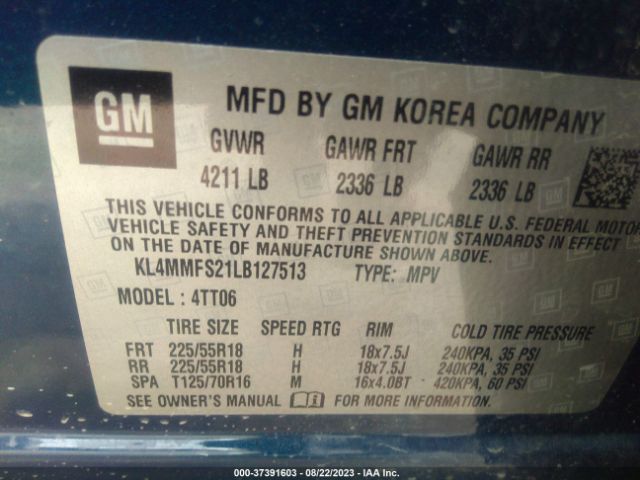 GM
MFD BY GM KOREA COMPANY
GVWR GAWR FRT GAWR RR
4211 LB 2336 LB 2336 LB
THIS VEHICLE CONFORMS TO ALL APPLICABLE U.S. FEDERAL MOTOR
VEHICLE SAFETY AND THEFT PREVENTION STANDARDS IN EFFECT
ON THE DATE OF MANUFACTURE SHOWN ABOVE.
KL4MMFS21LB127513 TYPE: MPV
MODEL : 4TT06
TIRE SIZE SPEED RTG RIM COLD TIRE PRESSURE
FRT 225/55R18 H 18x7.5J 240KPA, 35 PSI
RR 225/55R18 H 18x7.5J 240KPA, 35 PSI
SPA T125/70R16 M 16x4.0BT 420KPA, 60 PSI
SEE OWNER'S MANUAL FOR MORE INFORMATION.
000-37391603 - 08/22/2023 - IAA Inc.